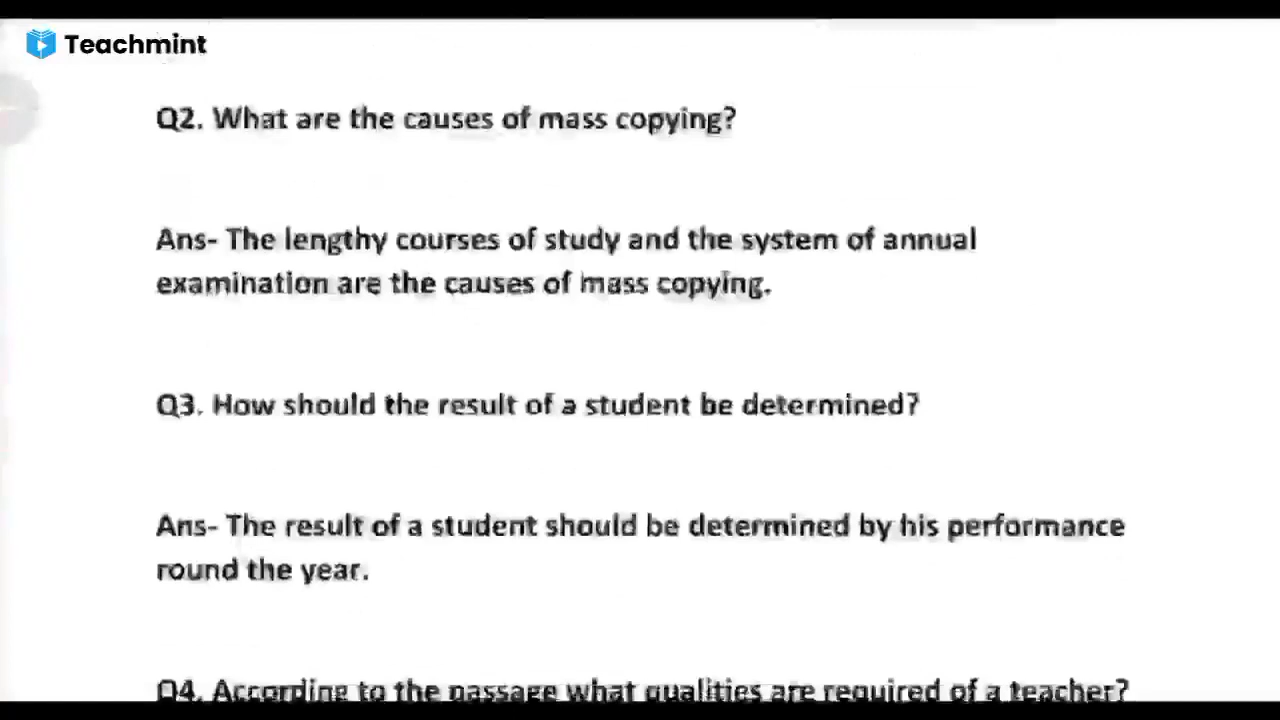 Teachmint
Q2. What are the causes of mass copying?
Ans- The lengthy courses of study and the system of annual
examination are the causes of mass copying.
Q3. How should the result of a student be determined?
Ans- The result of a student should be determined by his performance
round the year.
Q4. According to the passage what qualities are required of a teacher?